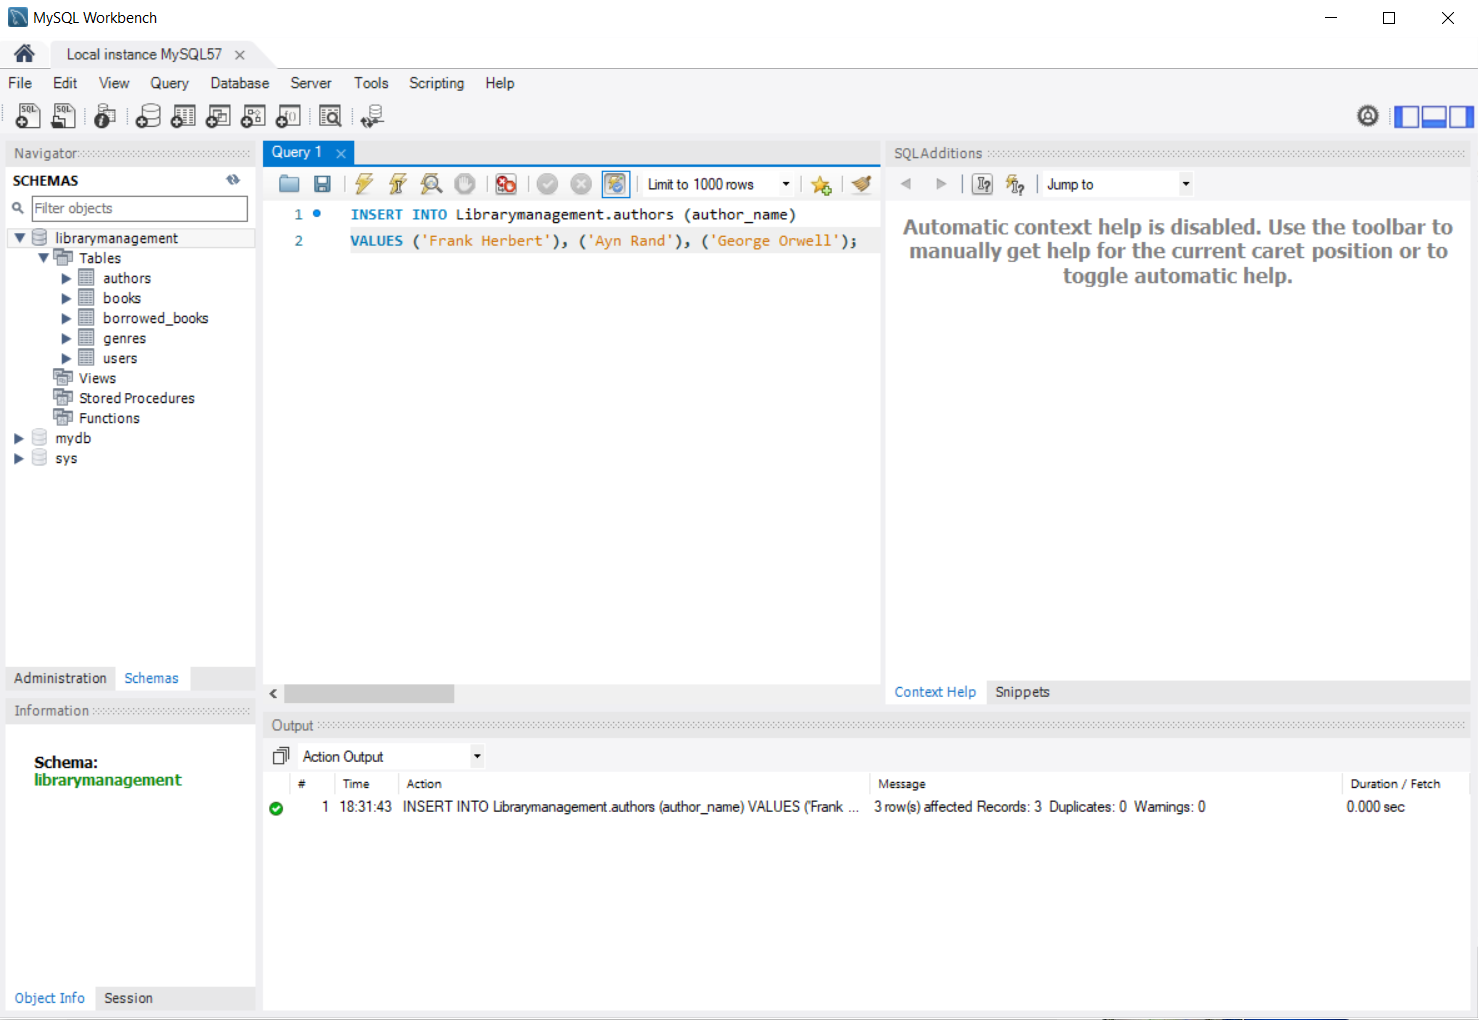 MySQL Workbench
Local instance MySQL57
File Edit View Query Database Server Tools Scripting Help
Navigator
SCHEMAS
Filter objects
librarymanagement
Tables
authors
books
borrowed_books
genres
users
Views
Stored Procedures
Functions
mydb
sys
Administration Schemas
Information
Schema:
librarymanagement
Object Info Session
Query 1
Limit to 1000 rows
1 INSERT INTO Librarymanagement.authors (author_name)
2 VALUES ('Frank Herbert'), ('Ayn Rand'), ('George Orwell');
SQLAdditions
Jump to
Automatic context help is disabled. Use the toolbar to
manually get help for the current caret position or to
toggle automatic help.
Context Help Snippets
Output
Action Output
# Time Action Message Duration / Fetch
1 18:31:43 INSERT INTO Librarymanagement.authors (author_name) VALUES ('Frank ... 3 row(s) affected Records: 3 Duplicates: 0 Warnings: 0 0.000 sec